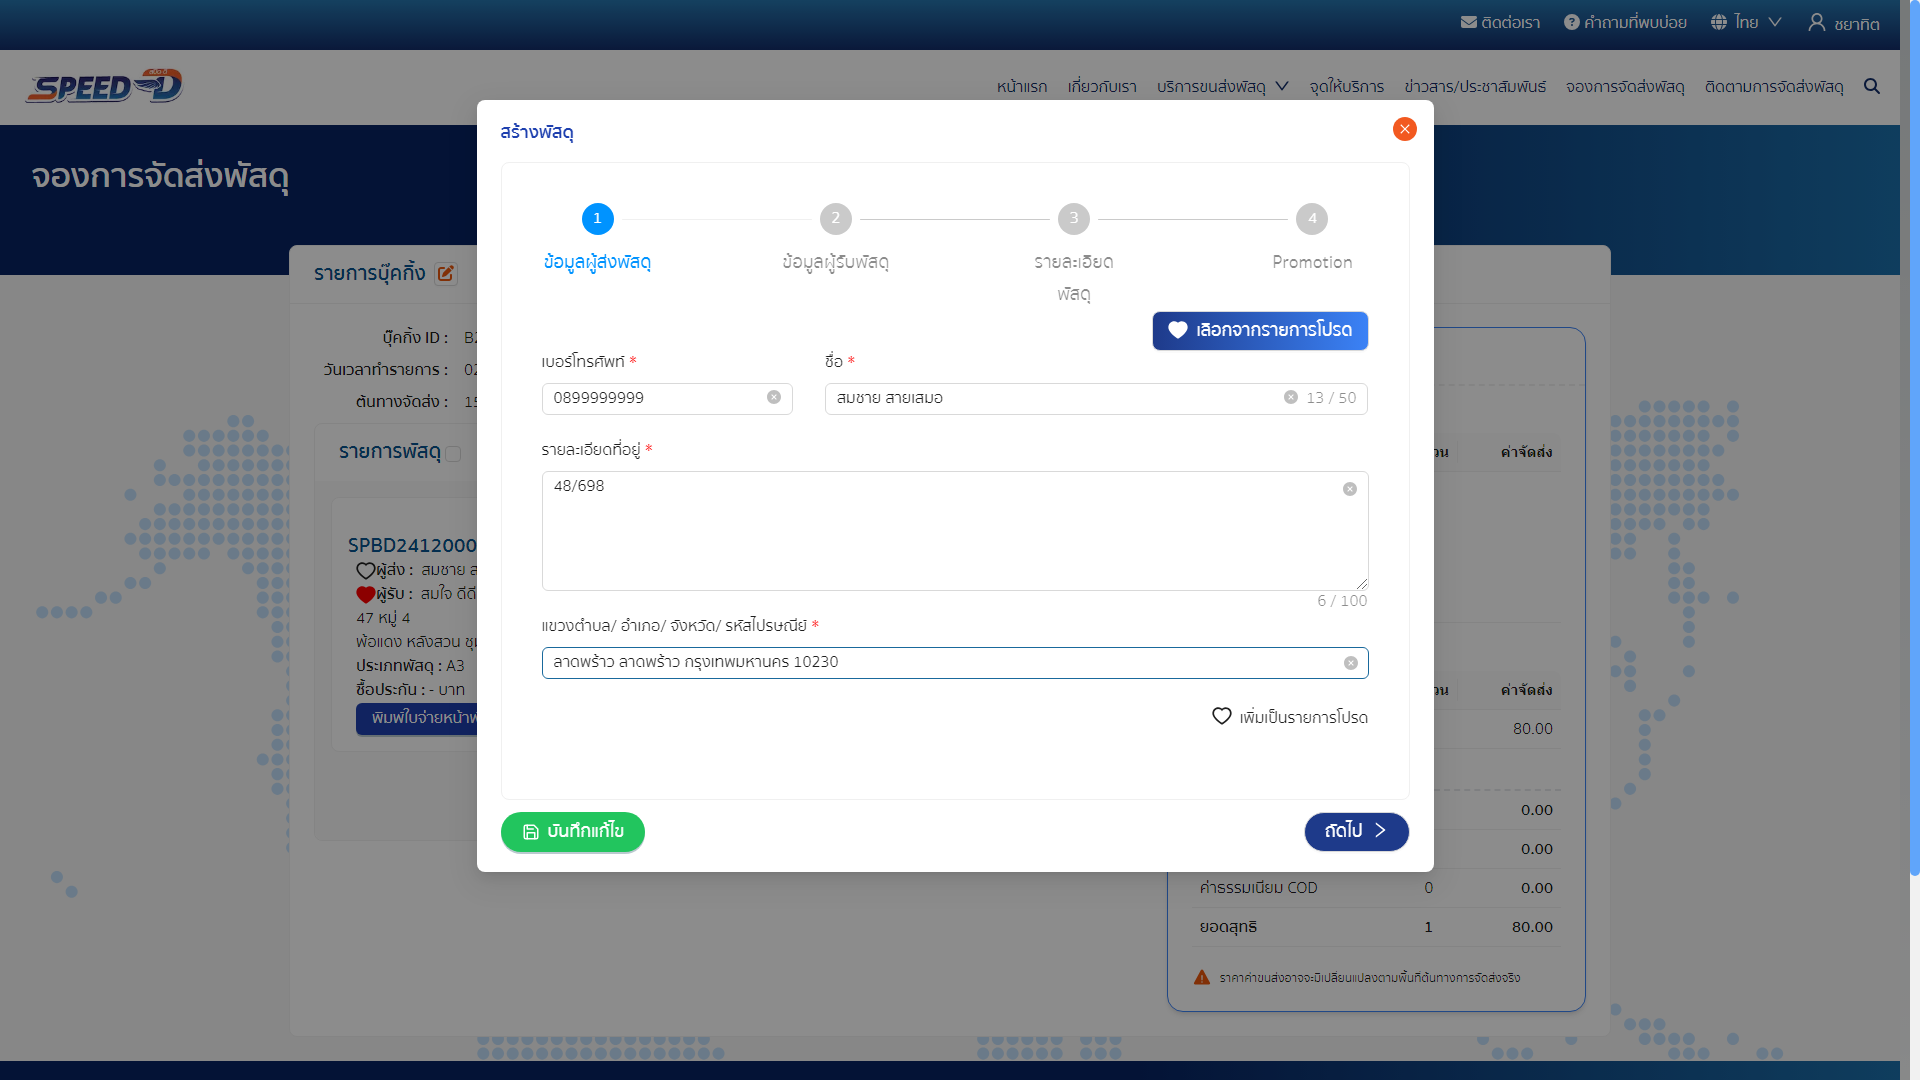 ติดต่อเรา คำถามที่พบบ่อย ไทย ชยาทิต
SPEED D
หน้าแรก เกี่ยวกับเรา บริการขนส่งพัสดุ จุดให้บริการ ข่าวสาร/ประชาสัมพันธ์ จองการจัดส่งพัสดุ ติดตามการจัดส่งพัสดุ
จองการจัดส่งพัสดุ
สร้างพัสดุ
1 2 3 4
ข้อมูลผู้ส่งพัสดุ ข้อมูลผู้รับพัสดุ รายละเอียด Promotion
พัสดุ
เลือกจากรายการโปรด
เบอร์โทรศัพท์ * ชื่อ *
0899999999 สมชาย สายเสมอ 13 / 50
รายละเอียดที่อยู่ *
48/698
6 / 100
แขวงตำบล/ อำเภอ/ จังหวัด/ รหัสไปรษณีย์ *
ลาดพร้าว ลาดพร้าว กรุงเทพมหานคร 10230
เพิ่มเป็นรายการโปรด
บันทึกแก้ไข ถัดไป
รายการบุ๊คกิ้ง
บุ๊คกิ้ง ID :
วันเวลาทำรายการ : 02
ต้นทางจัดส่ง : 15
รายการพัสดุ
SPBD2412000
ผู้ส่ง : สมชาย
ผู้รับ : สมใจ ดีดี
47 หมู่ 4
พ้อแดง หลังสวน
ประเภทพัสดุ : A3
ซื้อประกัน : - บาท
พิมพ์ใบจ่ายหน้า
ค่าจัดส่ง
ค่าจัดส่ง
80.00
0.00
0.00
ค่าธรรมเนียม COD 0 0.00
ยอดสุทธิ 1 80.00
ราคาค่าขนส่งอาจจะมีเปลี่ยนแปลงตามพื้นที่ต้นทางการจัดส่งจริง